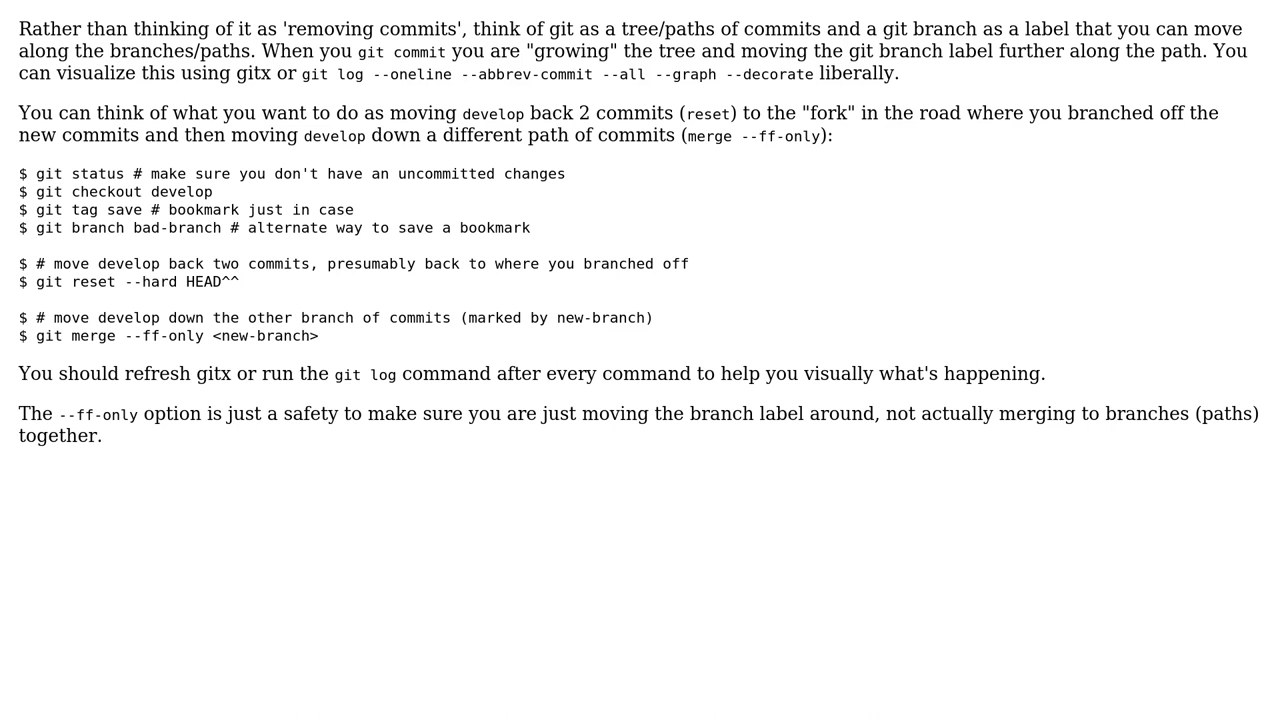 Rather than thinking of it as 'removing commits', think of git as a tree/paths of commits and a git branch as a label that you can move
along the branches/paths. When you git commit you are "growing" the tree and moving the git branch label further along the path. You
can visualize this using gitx or git log --oneline --abbrev-commit --all --graph --decorate liberally.
You can think of what you want to do as moving develop back 2 commits (reset) to the "fork" in the road where you branched off the
new commits and then moving develop down a different path of commits (merge --ff-only):
$ git status # make sure you don't have an uncommitted changes
$ git checkout develop
$ git tag save # bookmark just in case
$ git branch bad-branch # alternate way to save a bookmark
$ # move develop back two commits, presumably back to where you branched off
$ git reset --hard HEAD^^
$ # move develop down the other branch of commits (marked by new-branch)
$ git merge --ff-only <new-branch>
You should refresh gitx or run the git log command after every command to help you visually what's happening.
The --ff-only option is just a safety to make sure you are just moving the branch label around, not actually merging to branches (paths)
together.